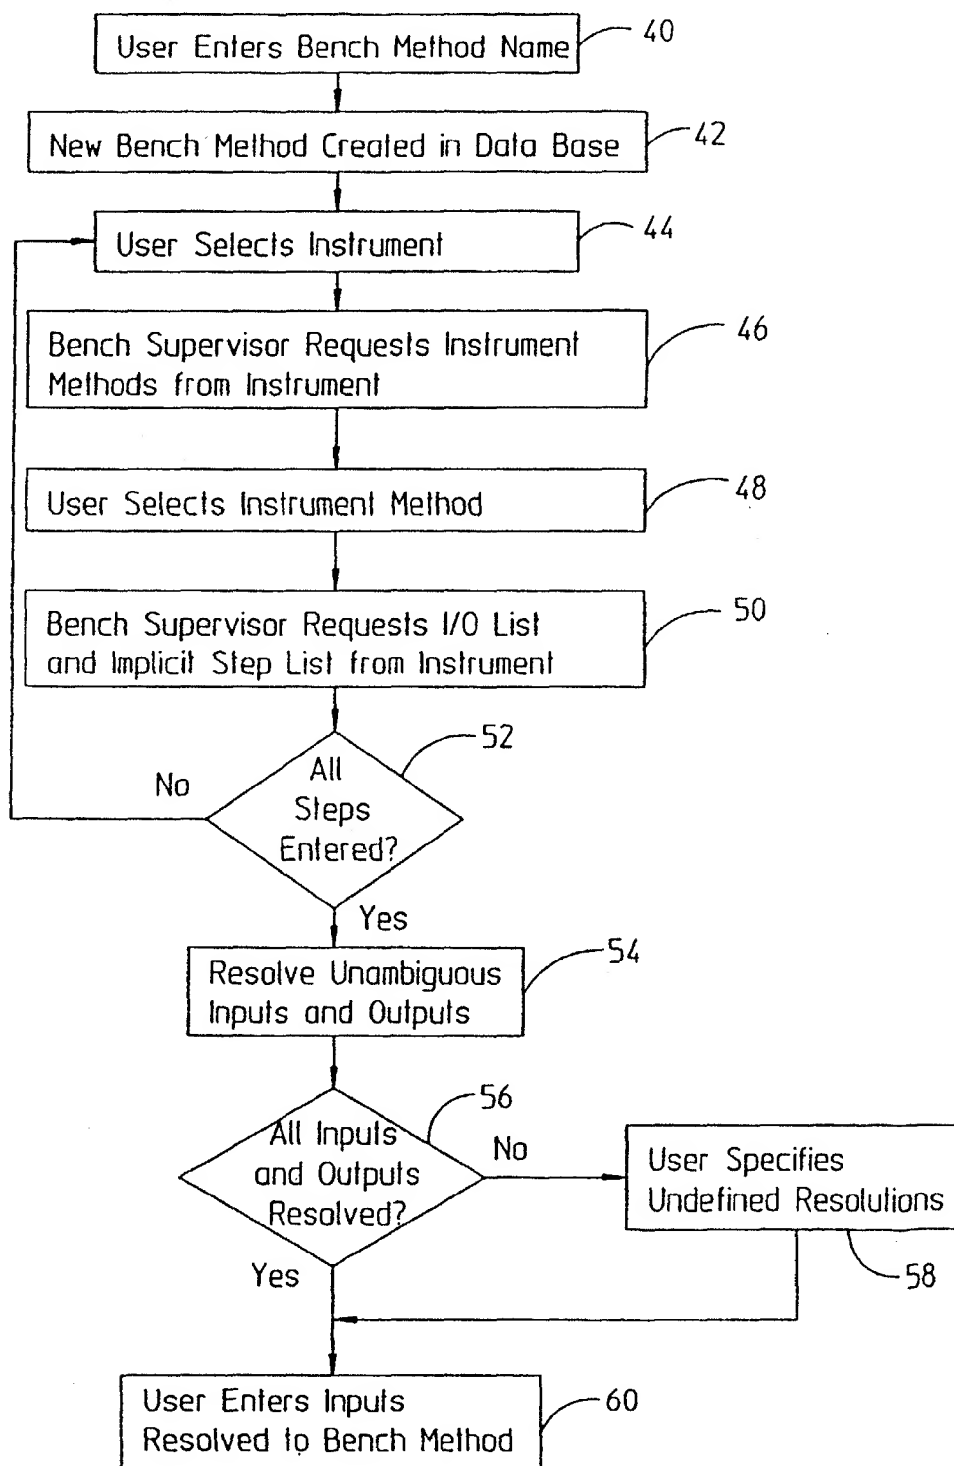 User Enters Bench Method Name
40
New Bench Method Created in Data Base
42
User Selects Instrument
44
Bench Supervisor Requests Instrument
Methods from Instrument
46
User Selects Instrument Method
48
Bench Supervisor Requests I/O List
and Implicit Step List from Instrument
50
All
Steps
Entered?
52
No
Yes
Resolve Unambiguous
Inputs and Outputs
54
All Inputs
and Outputs
Resolved?
56
No
User Specifies
Undefined Resolutions
58
Yes
User Enters Inputs
Resolved to Bench Method
60